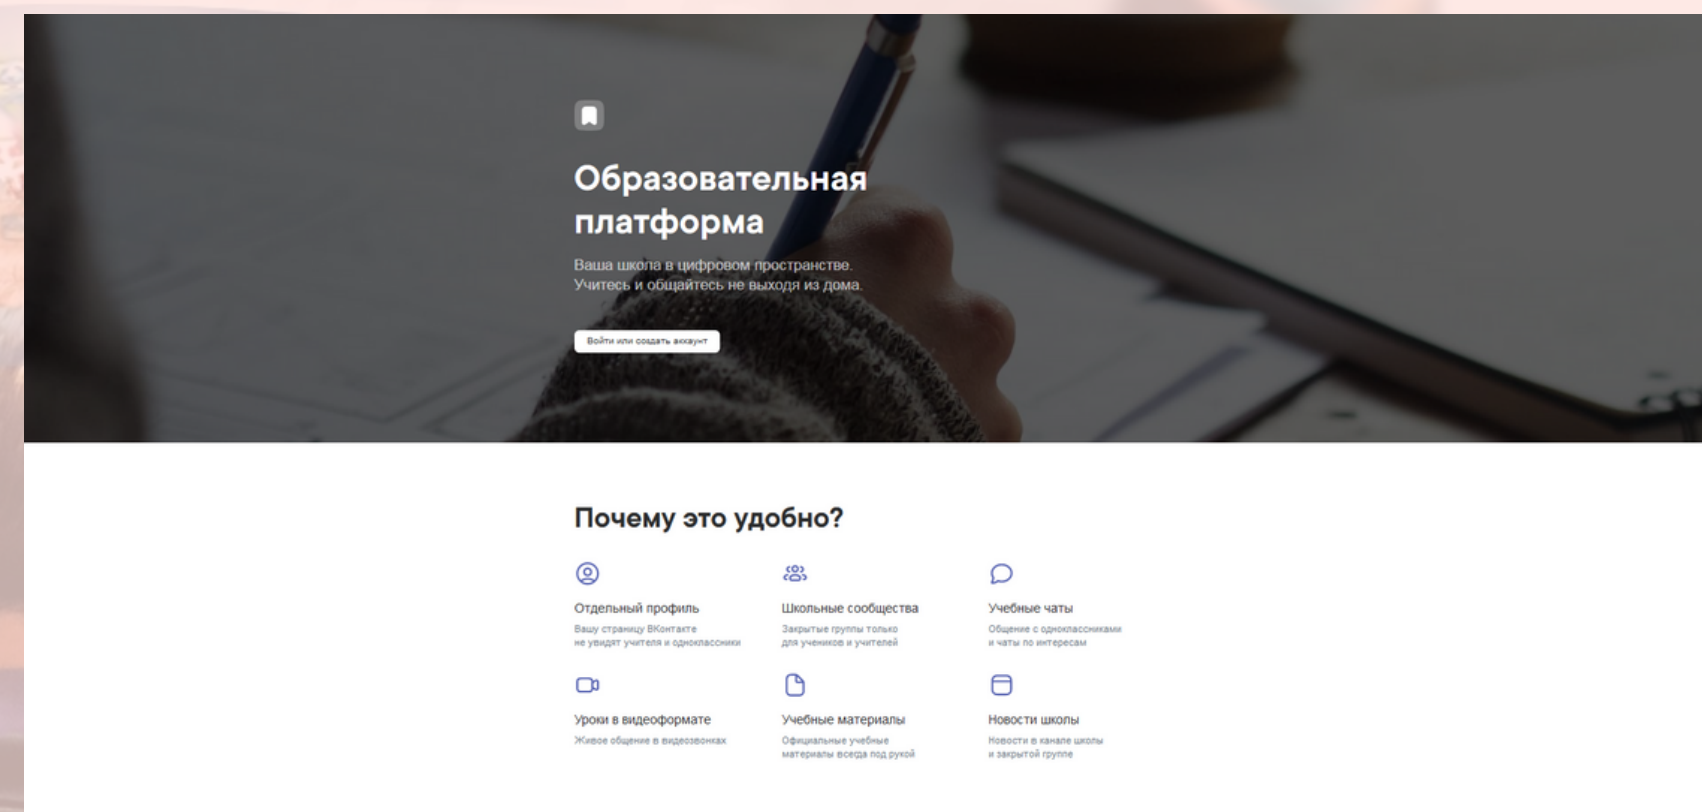 Образовательная
платформа
Ваша школа в цифровом пространстве.
Учитесь и общайтесь не выходя из дома.
Войти или создать аккаунт
Почему это удобно?
Отдельный профиль
Вашу страницу ВКонтакте
не увидят учителя и одноклассники
Школьные сообщества
Закрытые группы только
для учеников и учителей
Учебные чаты
Общение с одноклассниками
и чаты по интересам
Уроки в видеоформате
Живое общение в видеозвонках
Учебные материалы
Официальные учебные
материалы всегда под рукой
Новости школы
Новости в канале школы
и закрытой группе